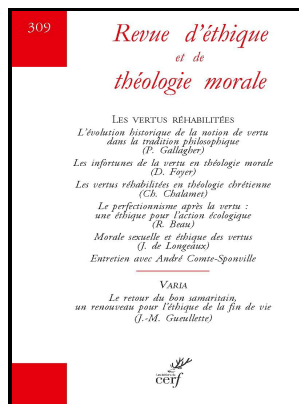 309
Revue d'éthique
et de
théologie morale
LES VERTUS RÉHABILITÉES
L'évolution historique de la notion de vertu
dans la tradition philosophique
(P. Gallagher)
Les infortunes de la vertu en théologie morale
(D. Foyer)
Les vertus réhabilitées en théologie chrétienne
(Ch. Chalamet)
Le perfectionnisme après la vertu :
une éthique pour l'action écologique
(R. Beau)
Morale sexuelle et éthique des vertus
(J. de Longeaux)
Entretien avec André Comte-Sponville
VARIA
Le retour du bon samaritain,
un renouveau pour l'éthique de la fin de vie
(J.-M. Gueullette)
cerf